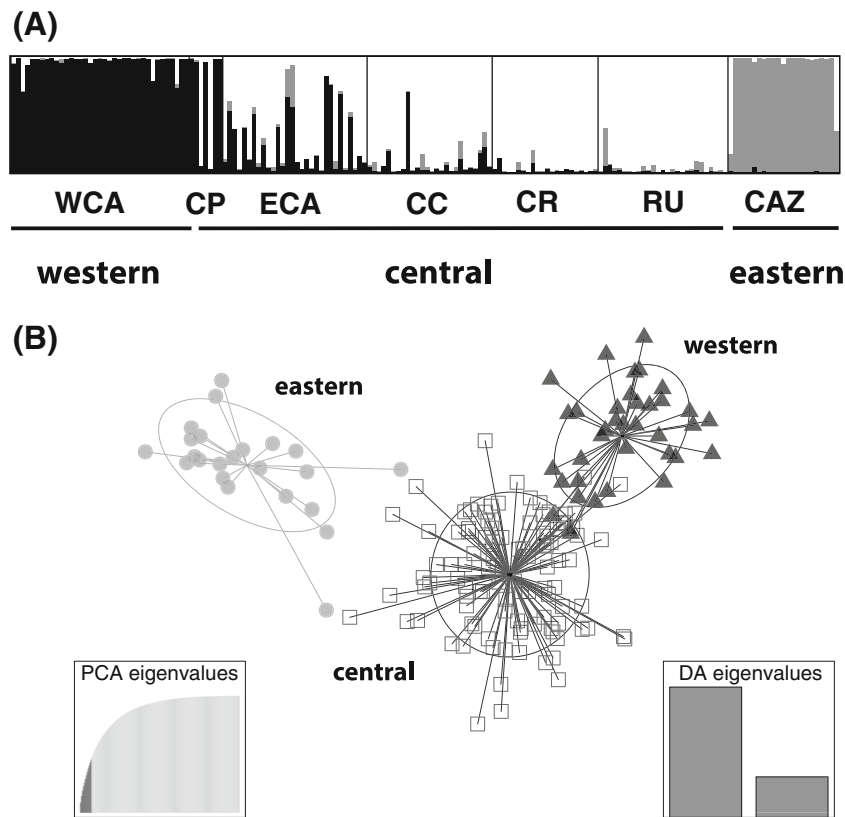 (A)
WCA CP ECA CC CR RU CAZ
western central eastern
(B)
western
eastern
central
PCA eigenvalues
DA eigenvalues